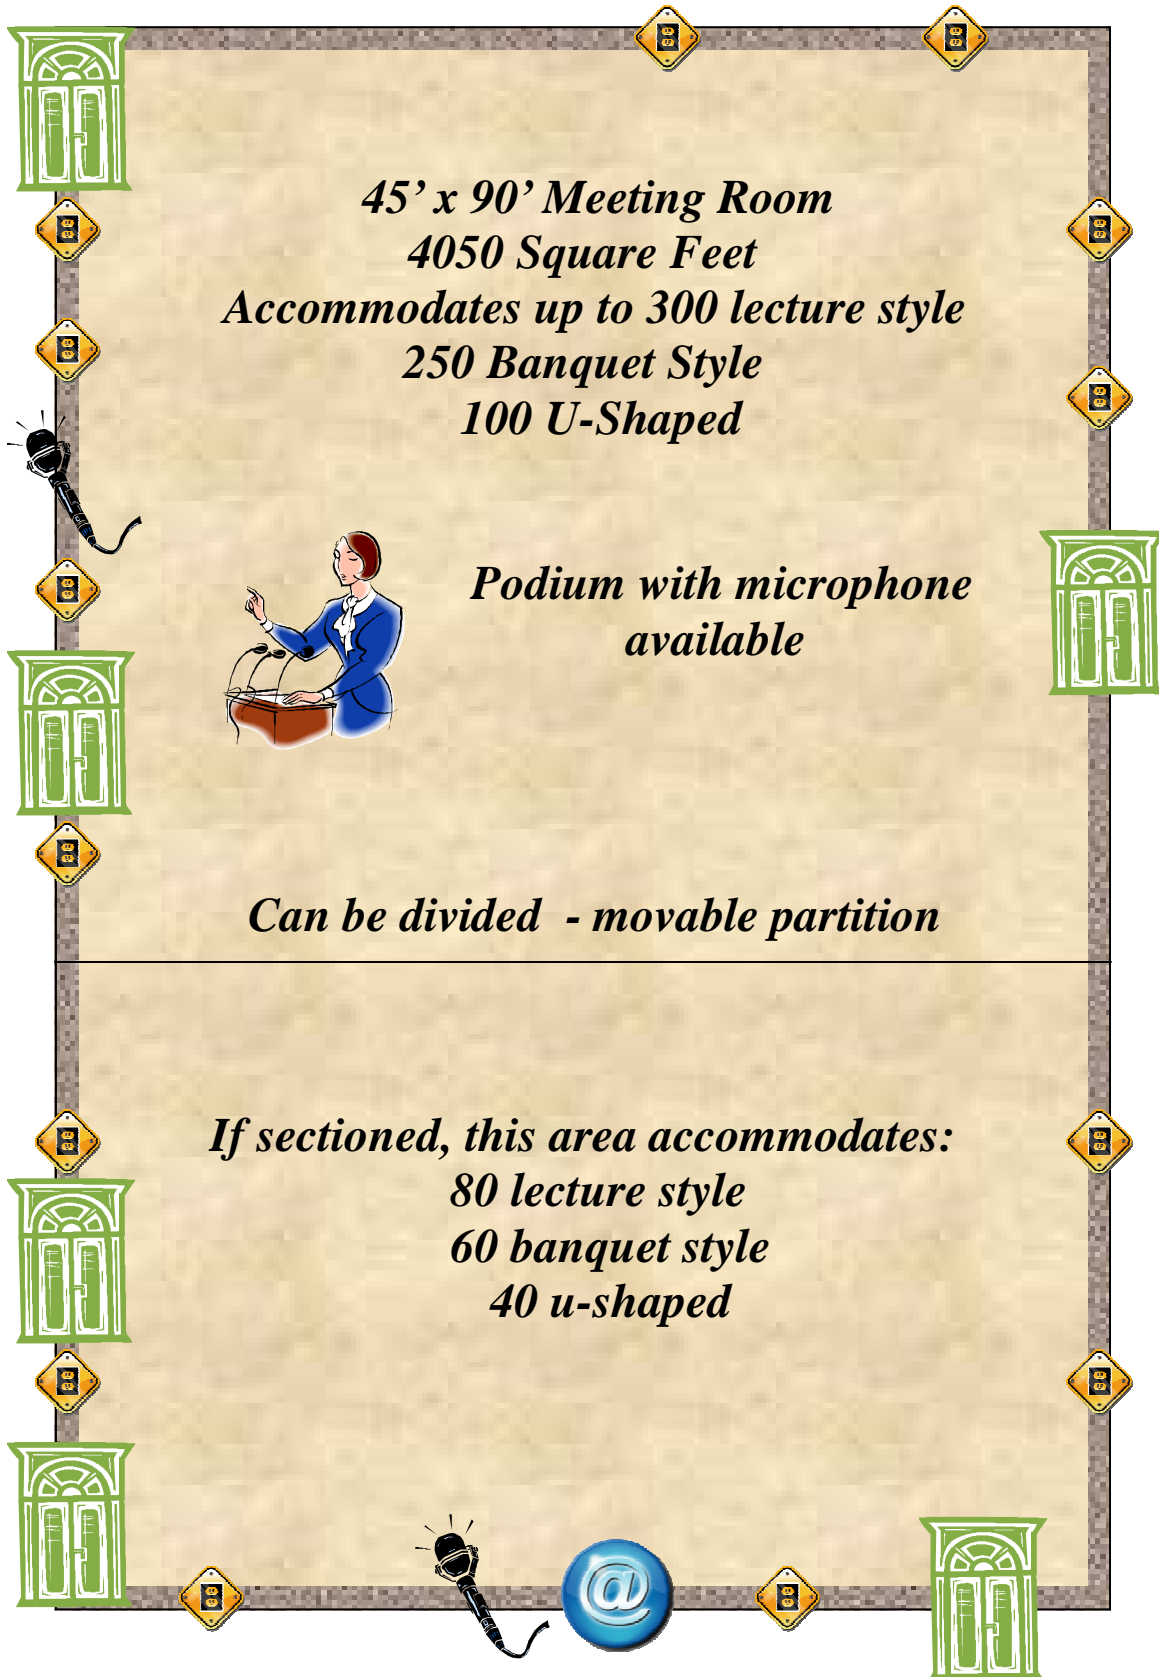 45’ x 90’ Meeting Room
4050 Square Feet
Accommodates up to 300 lecture style
250 Banquet Style
100 U-Shaped
Podium with microphone
available
Can be divided  - movable partition
If sectioned, this area accommodates:
80 lecture style
60 banquet style
40 u-shaped
@